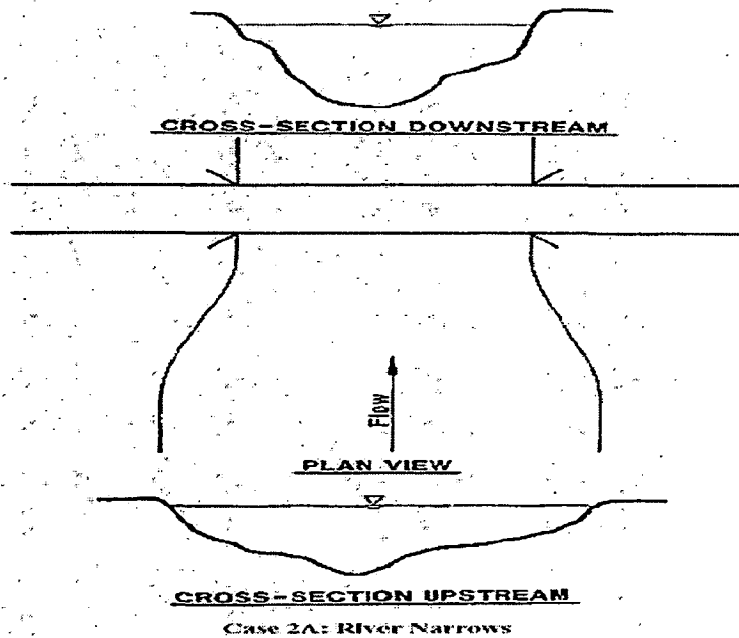 CROSS-SECTION DOWNSTREAM
Flow
PLAN VIEW
CROSS-SECTION UPSTREAM
Case 2A: River Narrows